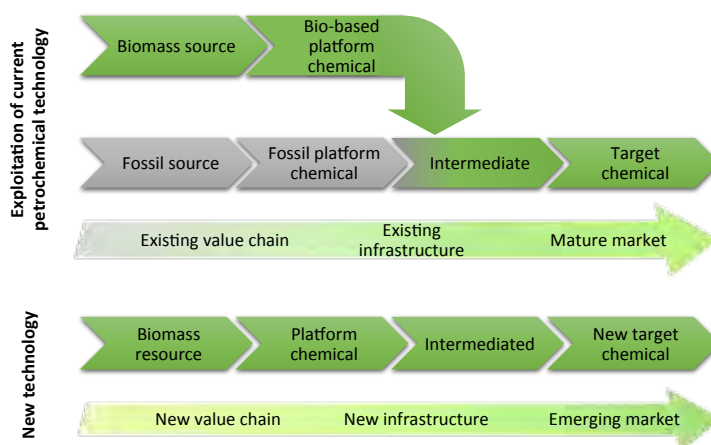 Exploitation of current
petrochemical technology
Biomass source
Bio-based
platform
chemical
Fossil source
Fossil platform
chemical
Intermediate
Target
chemical
Existing value chain
Existing
infrastructure
Mature market
New technology
Biomass
resource
Platform
chemical
Intermediated
New target
chemical
New value chain
New infrastructure
Emerging market